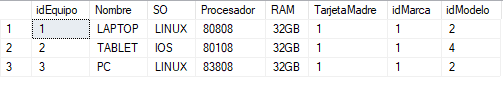 idEquipo Nombre SO Procesador RAM TarjetaMadre idMarca idModelo
1 1 LAPTOP LINUX 80808 32GB 1 1 2
2 2 TABLET IOS 80108 32GB 1 1 4
3 3 PC LINUX 83808 32GB 1 1 2